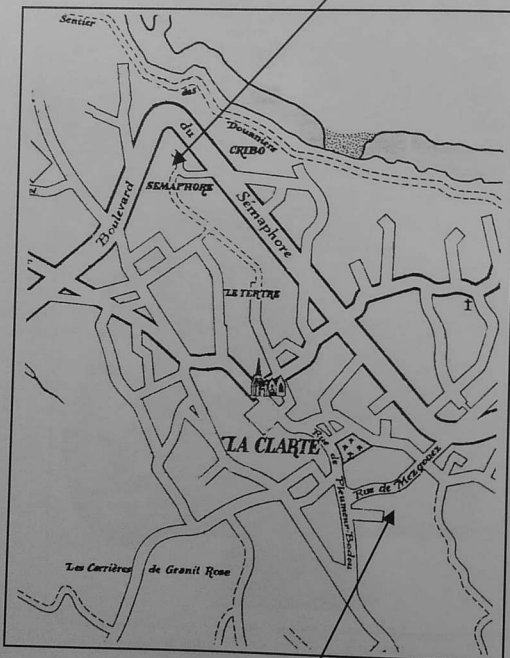 Sentier
des
Douaniers
du
CRIBO
SEMAPHORE
Boulevard
Sémaphore
LE TERTRE
LA CLARTE
Rue de Pleumeur-Bodou
Rue de Mezgouez
Les Carrières de Granit Rose